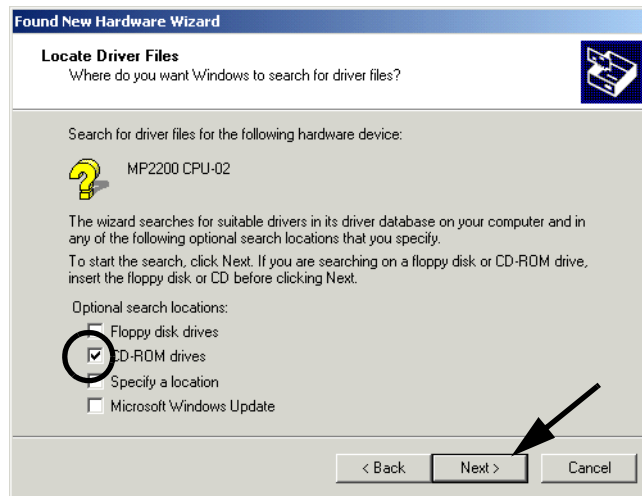 Found New Hardware Wizard
Locate Driver Files
Where do you want Windows to search for driver files?
Search for driver files for the following hardware device:
MP2200 CPU-02
The wizard searches for suitable drivers in its driver database on your computer and in
any of the following optional search locations that you specify.
To start the search, click Next. If you are searching on a floppy disk or CD-ROM drive,
insert the floppy disk or CD before clicking Next.
Optional search locations:
Floppy disk drives
CD-ROM drives
Specify a location
Microsoft Windows Update
< Back Next > Cancel